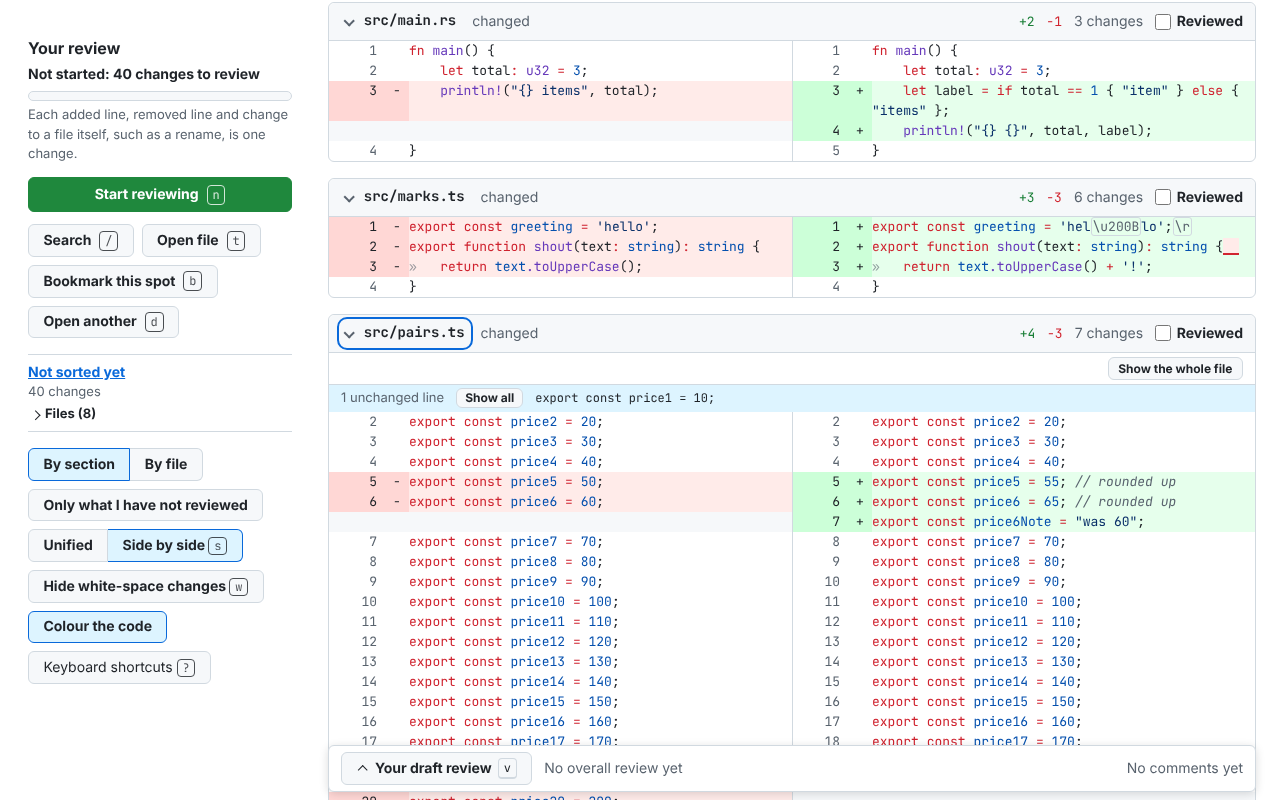 Your review
Not started: 40 changes to review
Each added line, removed line and change
to a file itself, such as a rename, is one
change.
Start reviewing n
Search / Open file t
Bookmark this spot b
Open another d
Not sorted yet
40 changes
Files (8)
By section By file
Only what I have not reviewed
Unified Side by side s
Hide white-space changes w
Colour the code
Keyboard shortcuts ?
src/main.rs changed +2 -1 3 changes Reviewed
1 fn main() { 1 fn main() {
2 let total: u32 = 3; 2 let total: u32 = 3;
3 - println!("{} items", total); 3 + let label = if total == 1 { "item" } else {
"items" };
4 + println!("{} {}", total, label);
4 } 5 }
src/marks.ts changed +3 -3 6 changes Reviewed
1 - export const greeting = 'hello'; 1 + export const greeting = 'hel\u200Blo';\r
2 - export function shout(text: string): string { 2 + export function shout(text: string): string {
3 - » return text.toUpperCase(); 3 + » return text.toUpperCase() + '!';
4 } 4 }
src/pairs.ts changed +4 -3 7 changes Reviewed
Show the whole file
1 unchanged line Show all export const price1 = 10;
2 export const price2 = 20; 2 export const price2 = 20;
3 export const price3 = 30; 3 export const price3 = 30;
4 export const price4 = 40; 4 export const price4 = 40;
5 - export const price5 = 50; 5 + export const price5 = 55; // rounded up
6 - export const price6 = 60; 6 + export const price6 = 65; // rounded up
7 + export const price6Note = "was 60";
7 export const price7 = 70; 8 export const price7 = 70;
8 export const price8 = 80; 9 export const price8 = 80;
9 export const price9 = 90; 10 export const price9 = 90;
10 export const price10 = 100; 11 export const price10 = 100;
11 export const price11 = 110; 12 export const price11 = 110;
12 export const price12 = 120; 13 export const price12 = 120;
13 export const price13 = 130; 14 export const price13 = 130;
14 export const price14 = 140; 15 export const price14 = 140;
15 export const price15 = 150; 16 export const price15 = 150;
16 export const price16 = 160; 17 export const price16 = 160;
17 export const price17 = 170; 18 export const price17 = 170;
Your draft review v No overall review yet No comments yet